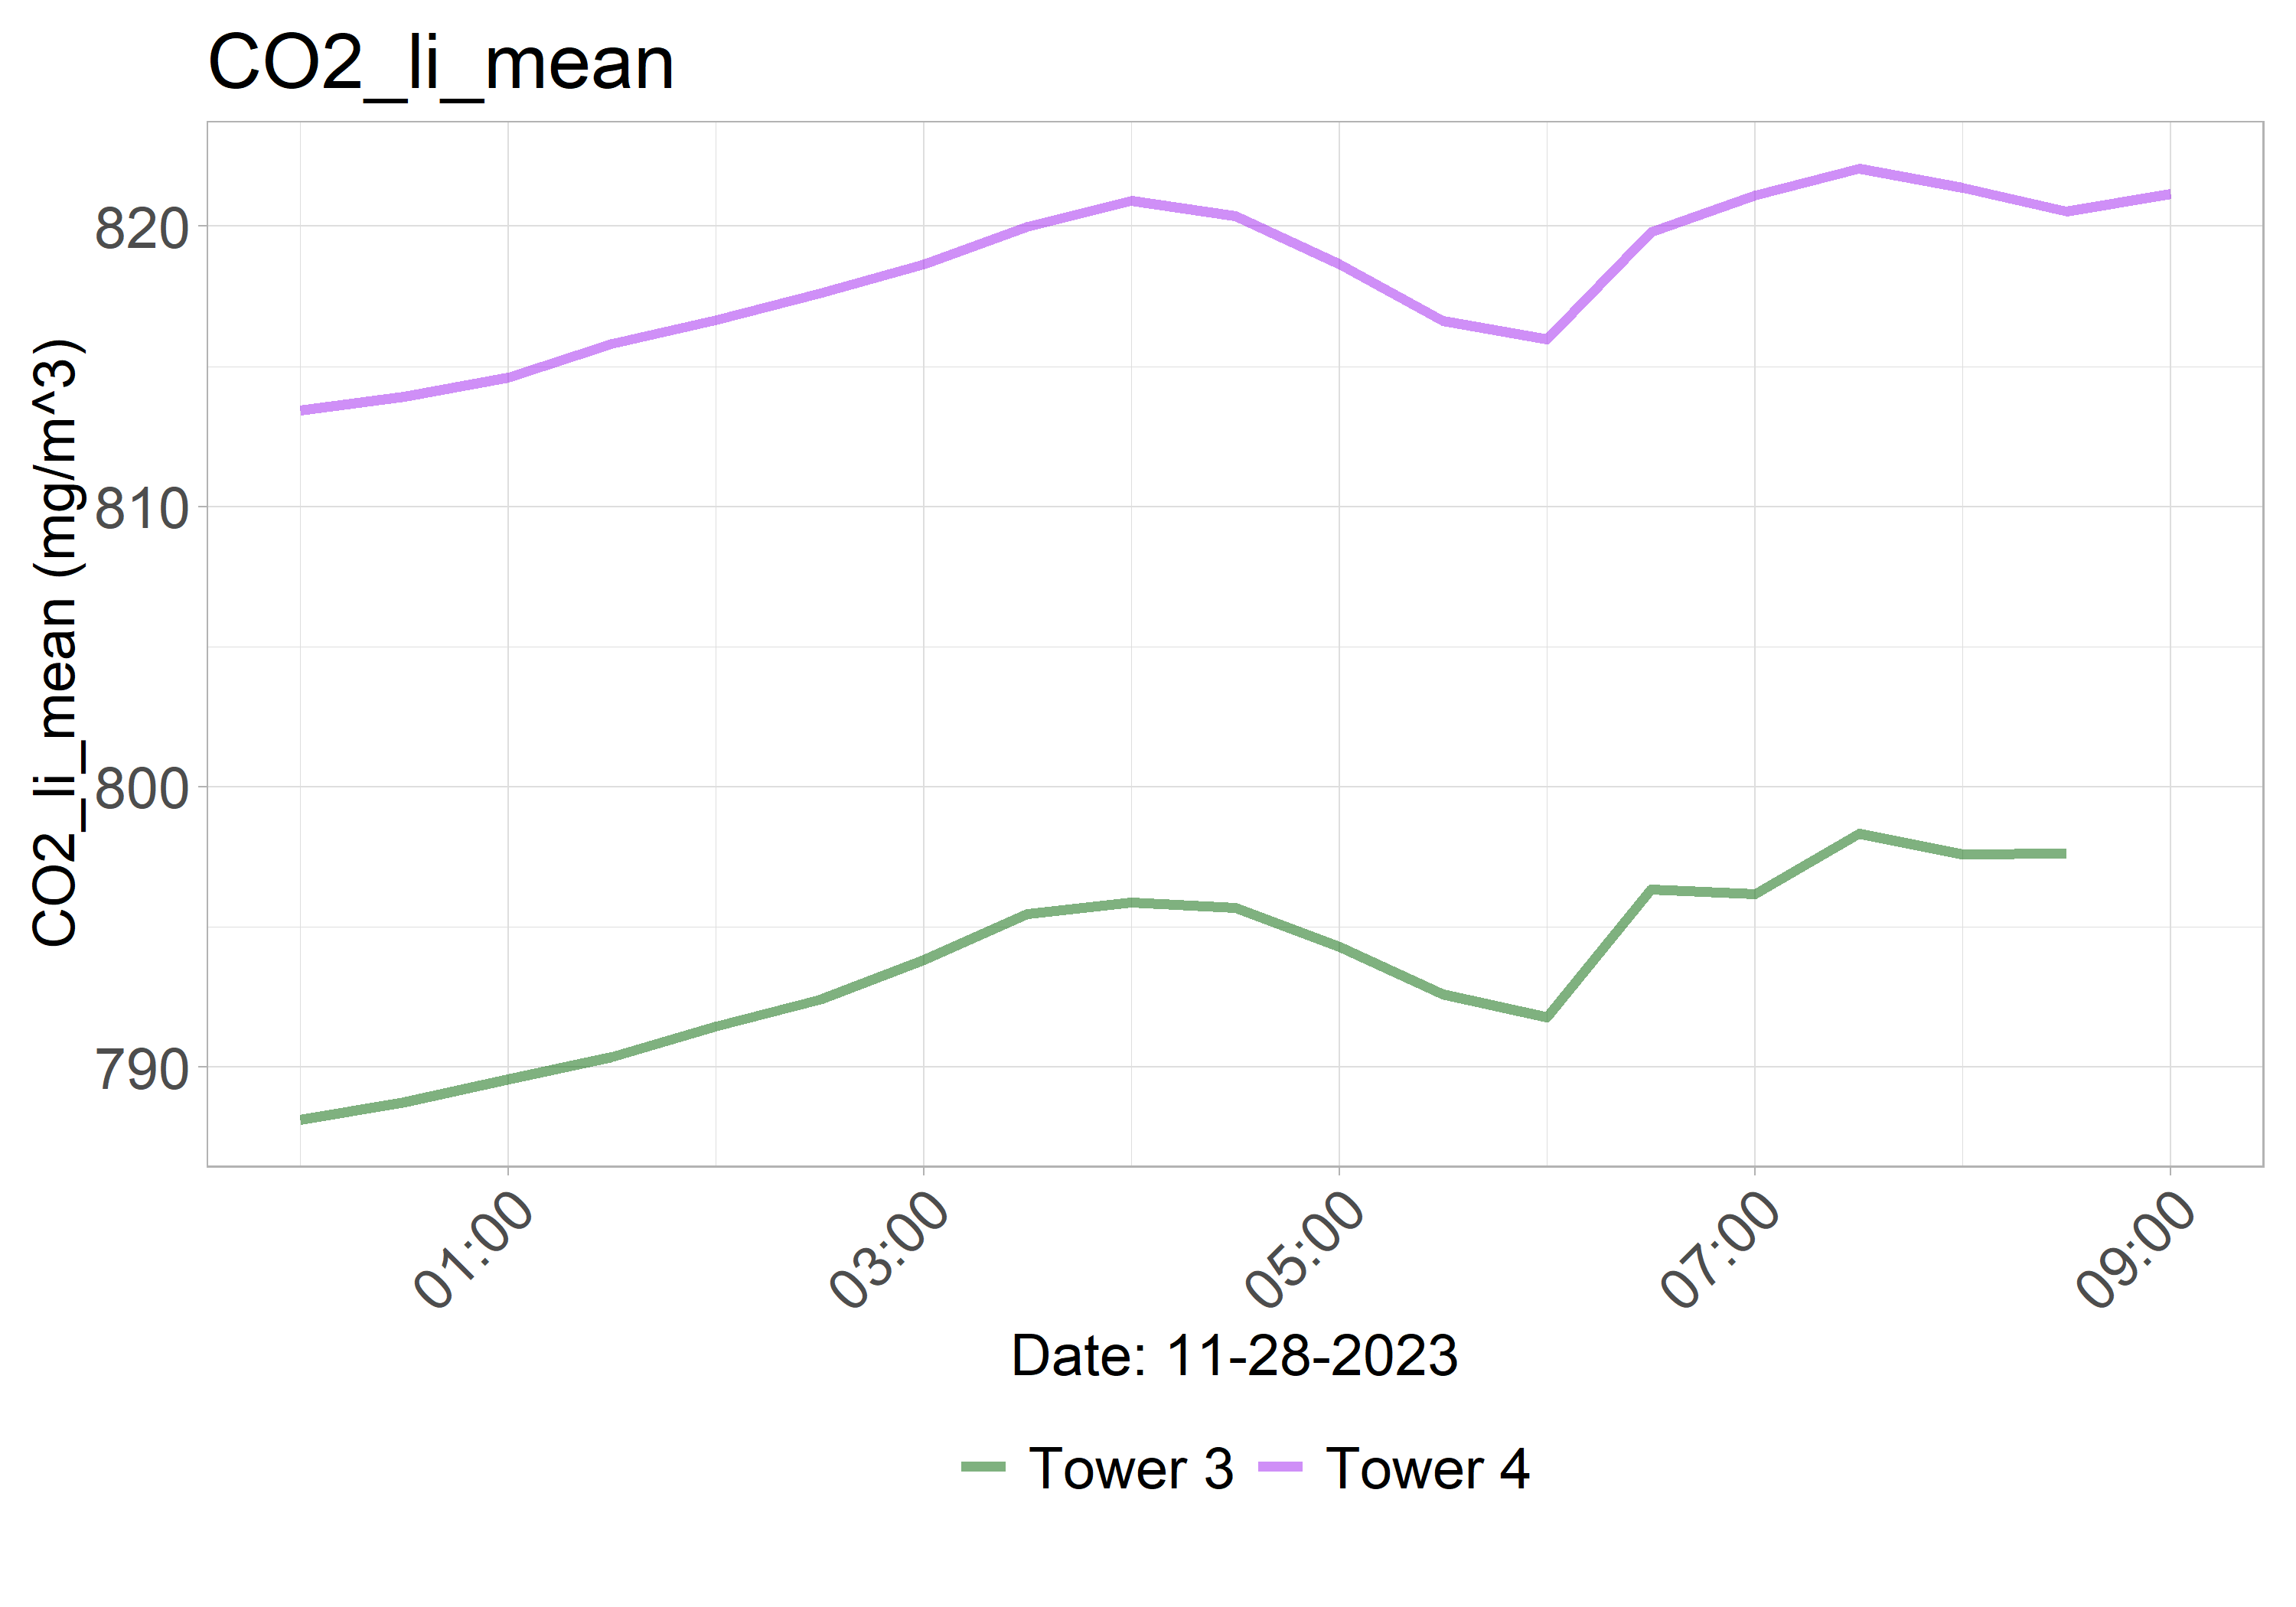 CO2_li_mean
CO2_li_mean (mg/m^3)
820
810
800
790
01:00
03:00
05:00
07:00
09:00
Date: 11-28-2023
Tower 3
Tower 4